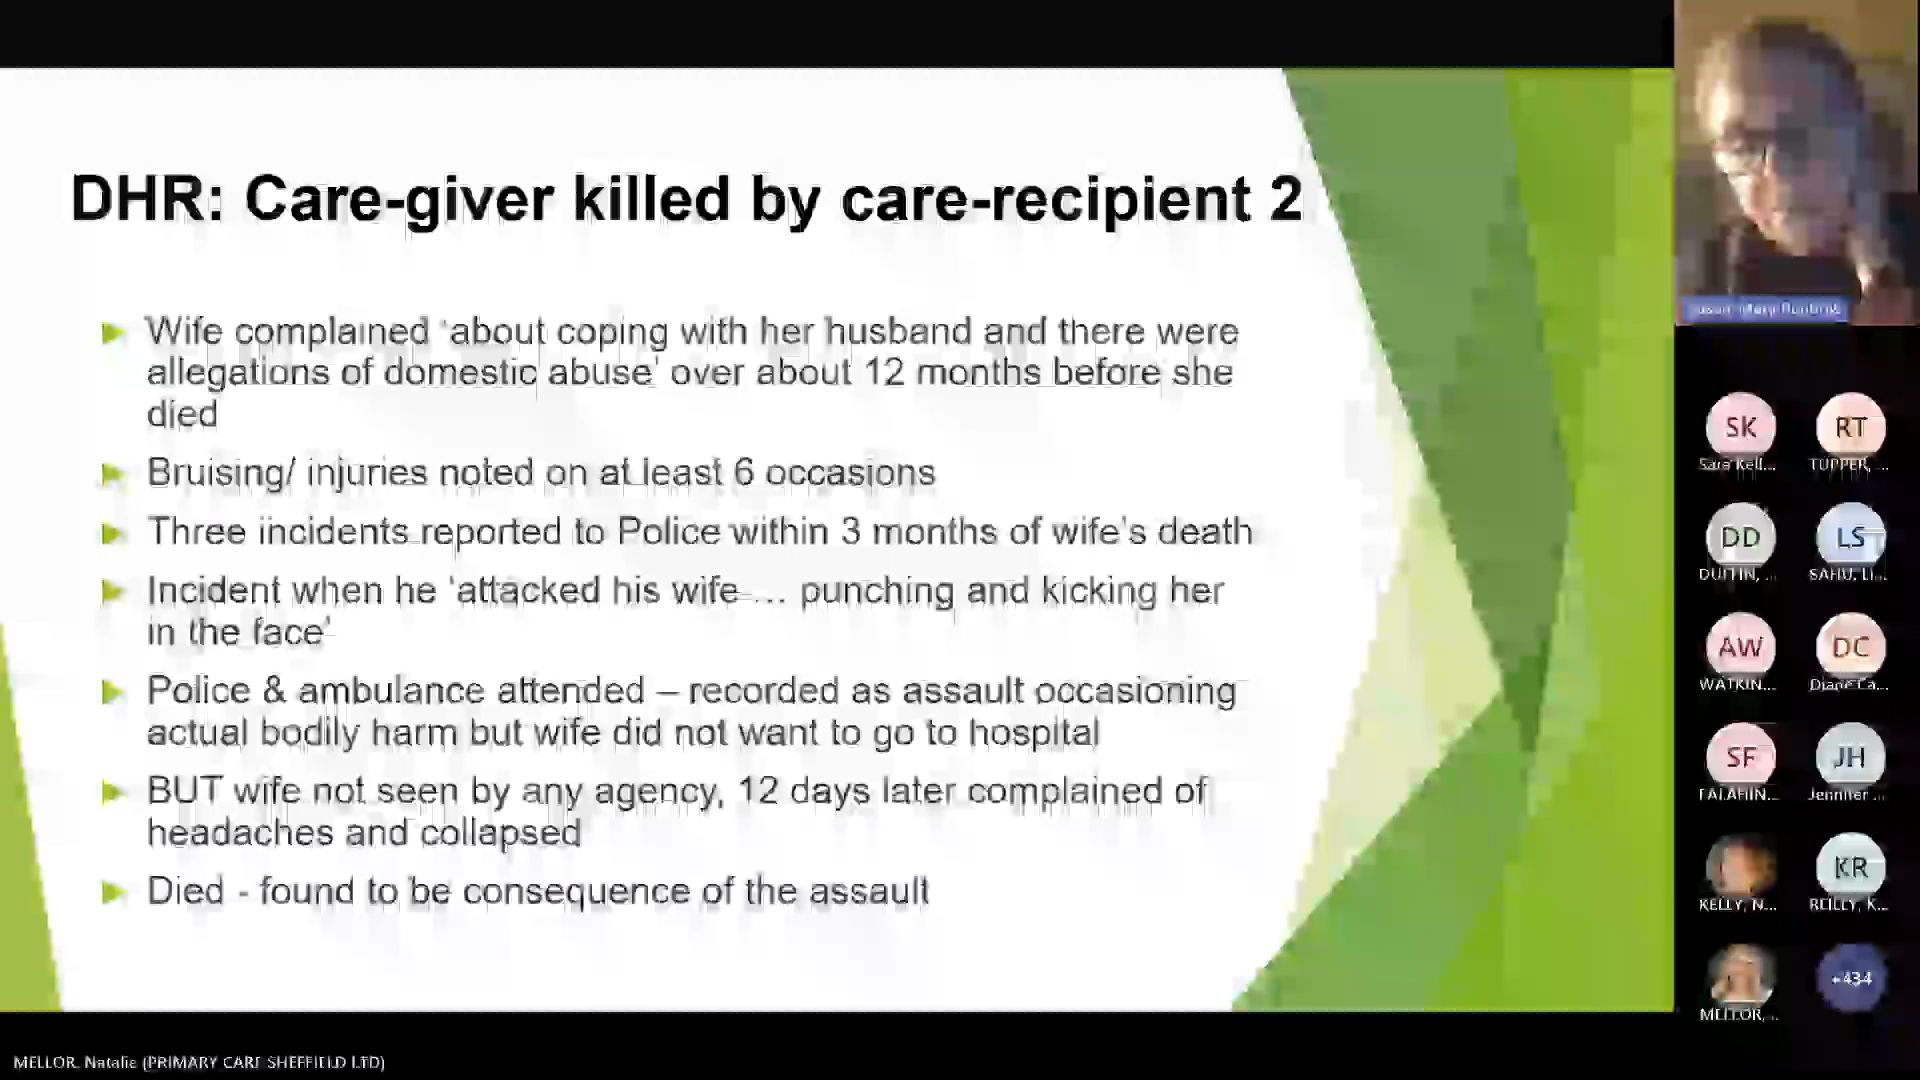 DHR: Care-giver killed by care-recipient 2
Wife complained ‘about coping with her husband and there were
allegations of domestic abuse’ over about 12 months before she
died
Bruising/ injuries noted on at least 6 occasions
Three incidents reported to Police within 3 months of wife’s death
Incident when he ‘attacked his wife … punching and kicking her
in the face’
Police & ambulance attended – recorded as assault occasioning
actual bodily harm but wife did not want to go to hospital
BUT wife not seen by any agency, 12 days later complained of
headaches and collapsed
Died - found to be consequence of the assault
SK
RT
Sara Kell...
TUPPER, ...
DD
LS
SAHU, LI...
AW
DC
WATKIN...
Diane Ca...
SF
JH
Jennifer ...
KR
KELLY, N...
REILLY, K...
+434
MELLOR, ...
MELLOR, Natalie (PRIMARY CARE SHEFFIELD LTD)